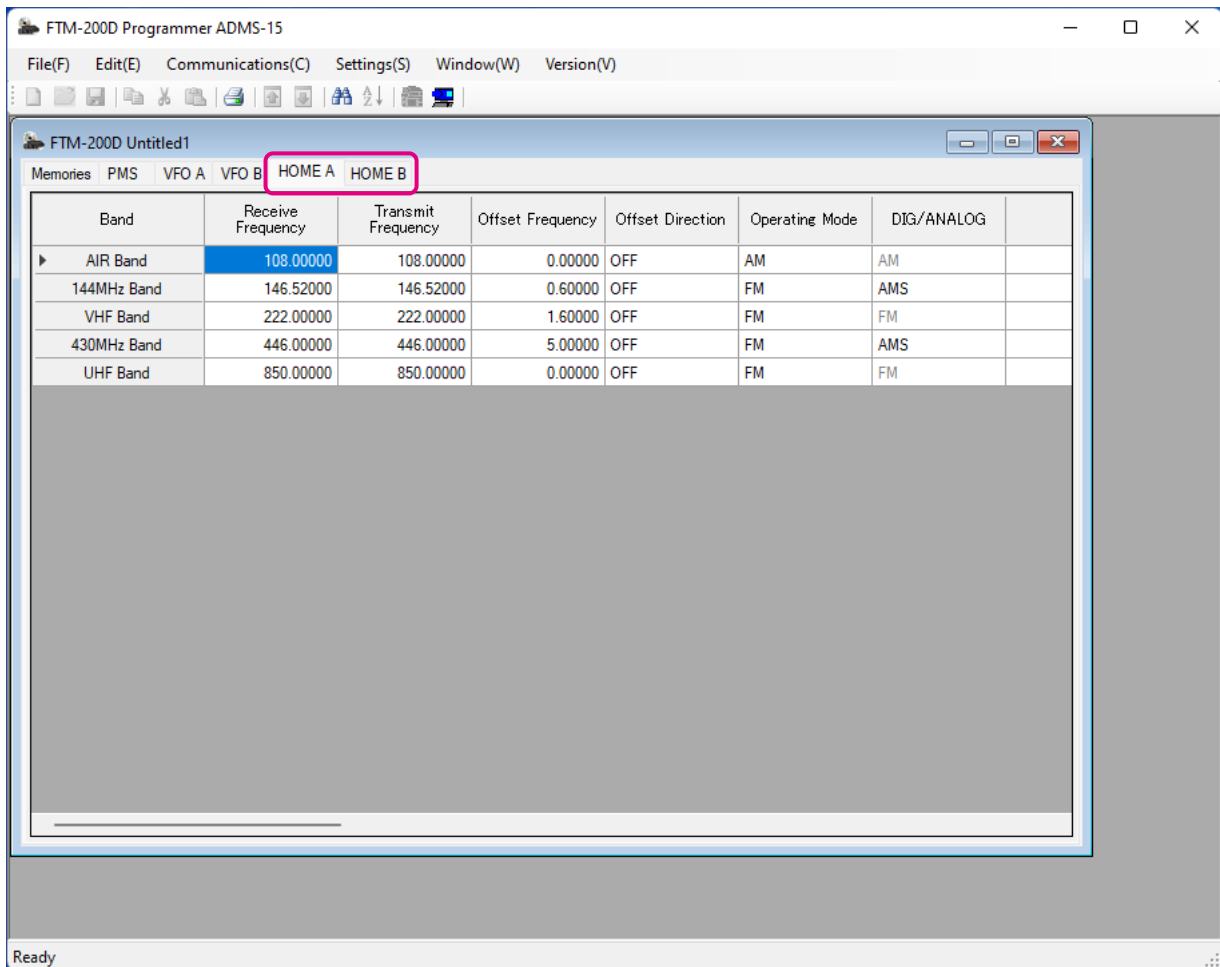 FTM-200D Programmer ADMS-15
File(F) Edit(E) Communications(C) Settings(S) Window(W) Version(V)
FTM-200D Untitled1
Memories PMS VFO A VFO B HOME A HOME B
Band Receive Frequency Transmit Frequency Offset Frequency Offset Direction Operating Mode DIG/ANALOG
AIR Band 108.00000 108.00000 0.00000 OFF AM AM
144MHz Band 146.52000 146.52000 0.60000 OFF FM AMS
VHF Band 222.00000 222.00000 1.60000 OFF FM FM
430MHz Band 446.00000 446.00000 5.00000 OFF FM AMS
UHF Band 850.00000 850.00000 0.00000 OFF FM FM
Ready